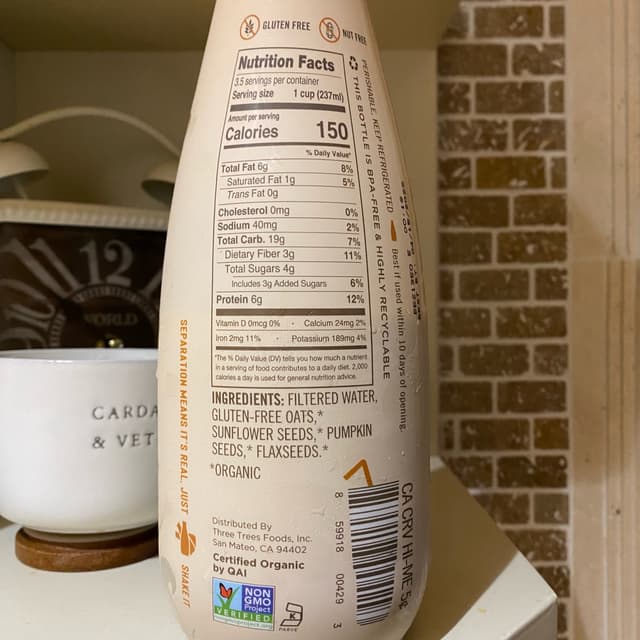 GLUTEN FREE
NUT FREE
Nutrition Facts
3.5 servings per container
Serving size 1 cup (237ml)
Amount per serving
Calories 150
% Daily Value*
Total Fat 6g 8%
Saturated Fat 1g 5%
Trans Fat 0g
Cholesterol 0mg 0%
Sodium 40mg 2%
Total Carb. 19g 7%
Dietary Fiber 3g 11%
Total Sugars 4g
Includes 3g Added Sugars 6%
Protein 6g 12%
Vitamin D 0mcg 0% · Calcium 24mg 2%
Iron 2mg 11% · Potassium 189mg 4%
*The % Daily Value (DV) tells you how much a nutrient
in a serving of food contributes to a daily diet. 2,000
calories a day is used for general nutrition advice.
INGREDIENTS: FILTERED WATER,
GLUTEN-FREE OATS,*
SUNFLOWER SEEDS,* PUMPKIN
SEEDS,* FLAXSEEDS.*
*ORGANIC
Distributed By
Three Trees Foods, Inc.
San Mateo, CA 94402
Certified Organic
by QAI
NON
GMO
Project
VERIFIED
nongmoproject.org
K
PARVE
SEPARATION MEANS IT'S REAL. JUST SHAKE IT
THIS BOTTLE IS BPA-FREE & HIGHLY RECYCLABLE
PERISHABLE. KEEP REFRIGERATED
Best if used within 10 days of opening.
8 59918 00429 3
CA CRV HI-ME 5¢
CARDA
& VET
12
1
WORLD